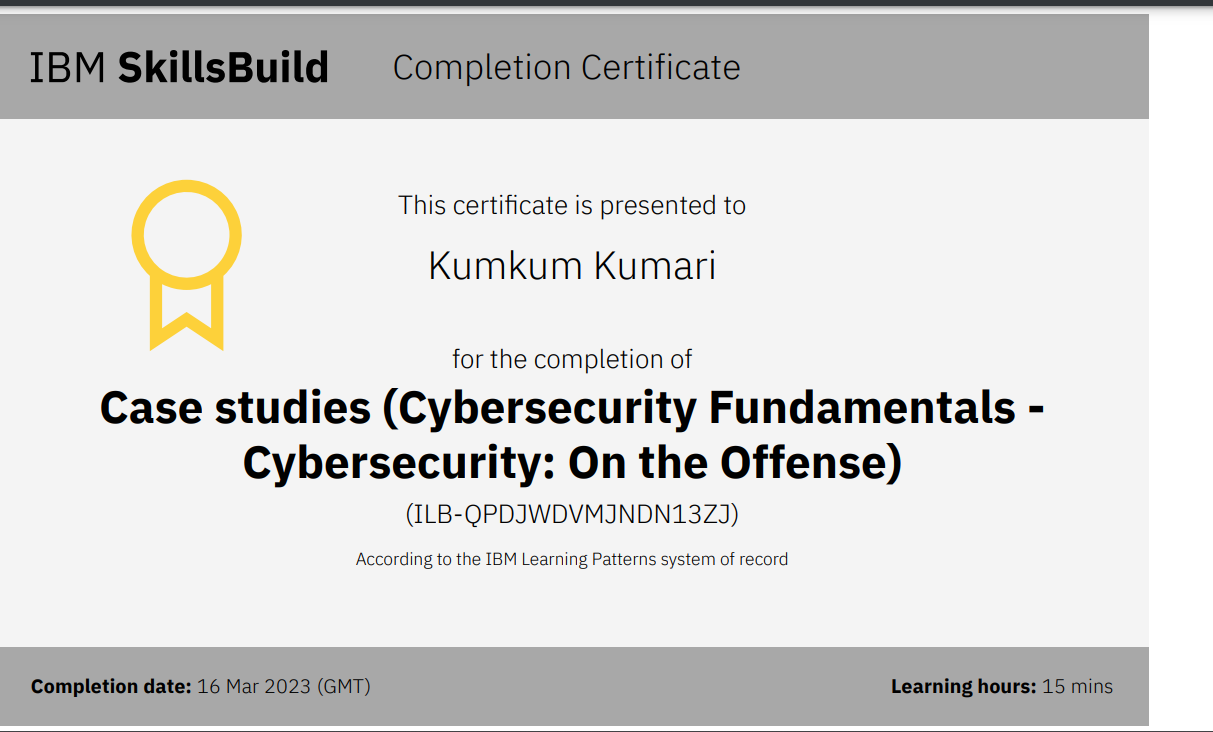 IBM SkillsBuild Completion Certificate
This certificate is presented to
Kumkum Kumari
for the completion of
Case studies (Cybersecurity Fundamentals -
Cybersecurity: On the Offense)
(ILB-QPDJWDVMJNDN13ZJ)
According to the IBM Learning Patterns system of record
Completion date: 16 Mar 2023 (GMT) Learning hours: 15 mins